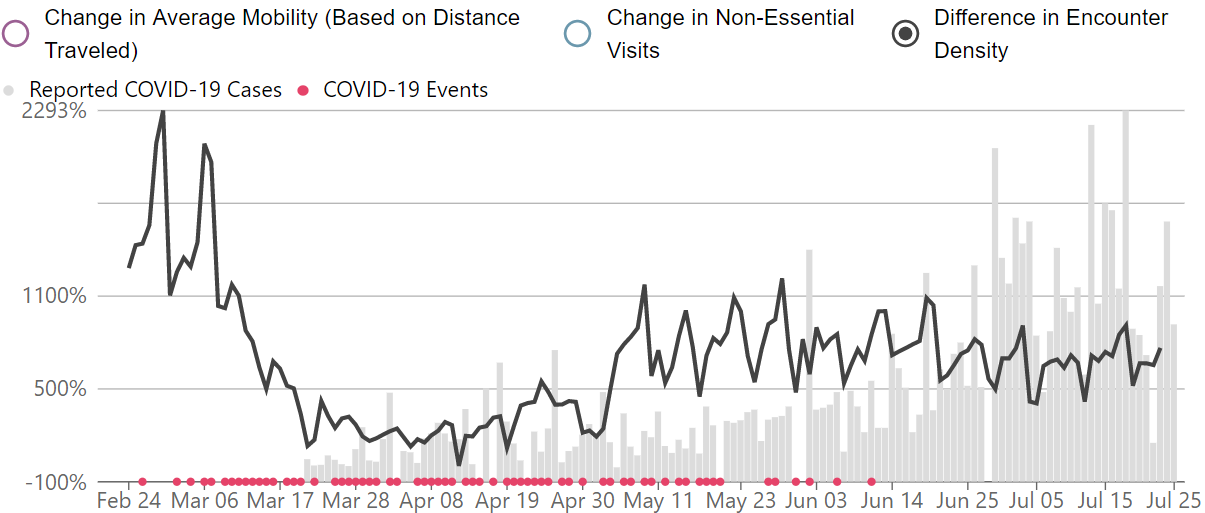 Change in Average Mobility (Based on Distance Traveled)
Change in Non-Essential Visits
Difference in Encounter Density
Reported COVID-19 Cases
COVID-19 Events
2293%
1100%
500%
-100%
Feb 24 Mar 06 Mar 17 Mar 28 Apr 08 Apr 19 Apr 30 May 11 May 23 Jun 03 Jun 14 Jun 25 Jul 05 Jul 15 Jul 25